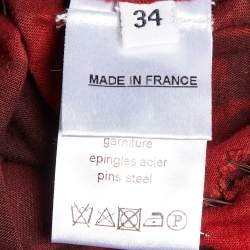 34
MADE IN FRANCE
garniture
epingles acier
pins steel
P